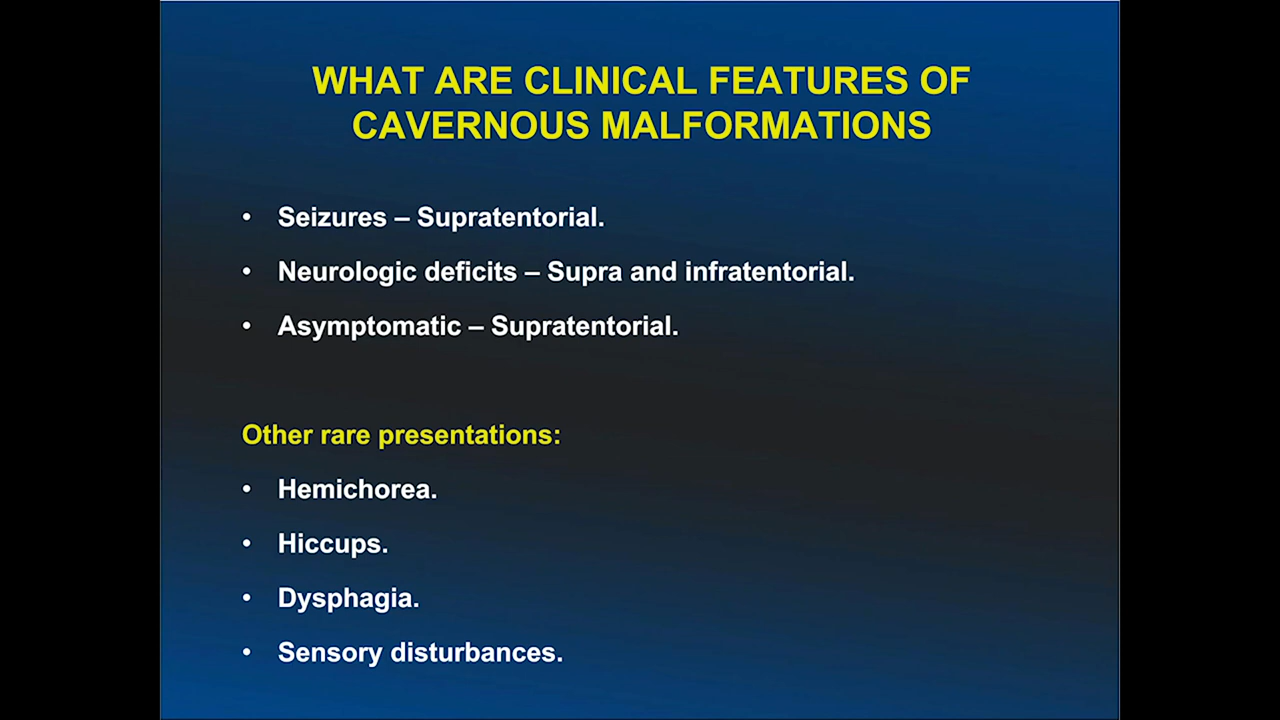 WHAT ARE CLINICAL FEATURES OF
CAVERNOUS MALFORMATIONS
• Seizures – Supratentorial.
• Neurologic deficits – Supra and infratentorial.
• Asymptomatic – Supratentorial.
Other rare presentations:
• Hemichorea.
• Hiccups.
• Dysphagia.
• Sensory disturbances.